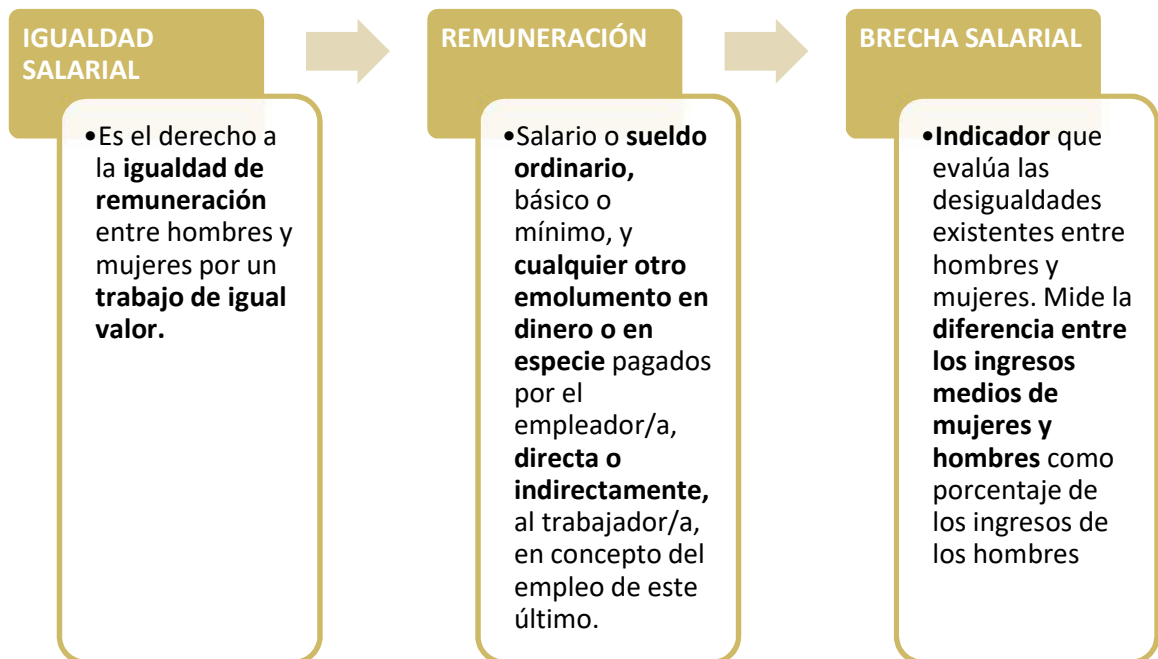 IGUALDAD
SALARIAL
•Es el derecho a
la igualdad de
remuneración
entre hombres y
mujeres por un
trabajo de igual
valor.
REMUNERACIÓN
•Salario o sueldo
ordinario,
básico o
mínimo, y
cualquier otro
emolumento en
dinero o en
especie pagados
por el
empleador/a,
directa o
indirectamente,
al trabajador/a,
en concepto del
empleo de este
último.
BRECHA SALARIAL
•Indicador que
evalúa las
desigualdades
existentes entre
hombres y
mujeres. Mide la
diferencia entre
los ingresos
medios de
mujeres y
hombres como
porcentaje de
los ingresos de
los hombres